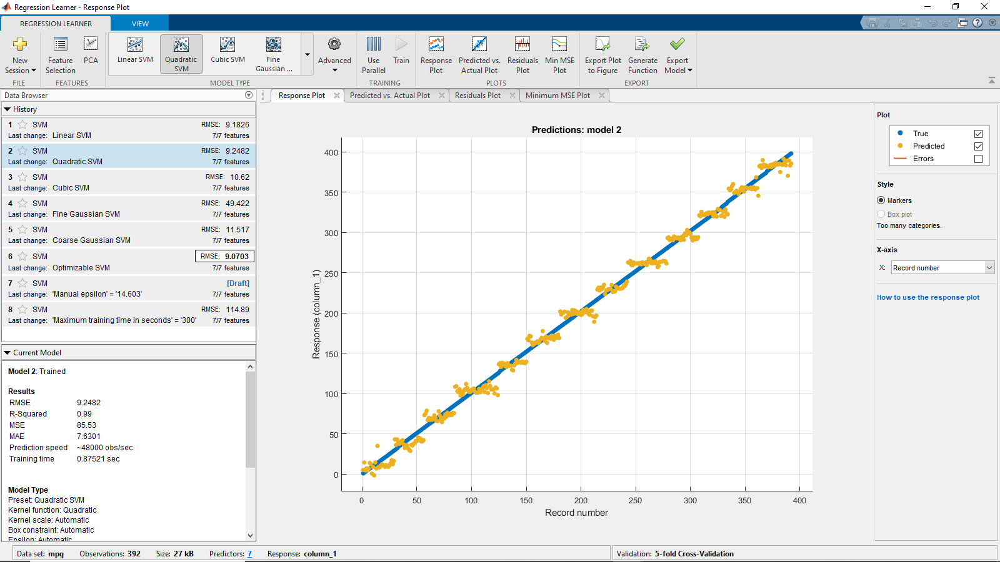 Regression Learner - Response Plot
REGRESSION LEARNER
VIEW
New Session
Feature Selection
PCA
Linear SVM
Quadratic SVM
Cubic SVM
Fine Gaussian ...
Advanced
Use Parallel
Train
Response Plot
Predicted vs. Actual Plot
Residuals Plot
Min MSE Plot
Export Plot to Figure
Generate Function
Export Model
FILE
FEATURES
MODEL TYPE
TRAINING
PLOTS
EXPORT
Data Browser
History
1 SVM RMSE: 9.1826
Last change: Linear SVM 7/7 features
2 SVM RMSE: 9.2482
Last change: Quadratic SVM 7/7 features
3 SVM RMSE: 10.62
Last change: Cubic SVM 7/7 features
4 SVM RMSE: 49.422
Last change: Fine Gaussian SVM 7/7 features
5 SVM RMSE: 11.517
Last change: Coarse Gaussian SVM 7/7 features
6 SVM RMSE: 9.0703
Last change: Optimizable SVM 7/7 features
7 SVM [Draft]
Last change: 'Manual epsilon' = '14.603' 7/7 features
8 SVM RMSE: 114.89
Last change: 'Maximum training time in seconds' = '300' 7/7 features
Current Model
Model 2: Trained
Results
RMSE 9.2482
R-Squared 0.99
MSE 85.53
MAE 7.6301
Prediction speed ~48000 obs/sec
Training time 0.87521 sec
Model Type
Preset: Quadratic SVM
Kernel function: Quadratic
Kernel scale: Automatic
Box constraint: Automatic
Epsilon: Automatic
Response Plot
Predicted vs. Actual Plot
Residuals Plot
Minimum MSE Plot
Predictions: model 2
400
350
300
250
200
150
100
50
0
Response (column_1)
0 50 100 150 200 250 300 350 400
Record number
Plot
True
Predicted
Errors
Style
Markers
Box plot
Too many categories.
X-axis
X: Record number
How to use the response plot
Data set: mpg Observations: 392 Size: 27 kB Predictors: 7 Response: column_1
Validation: 5-fold Cross-Validation